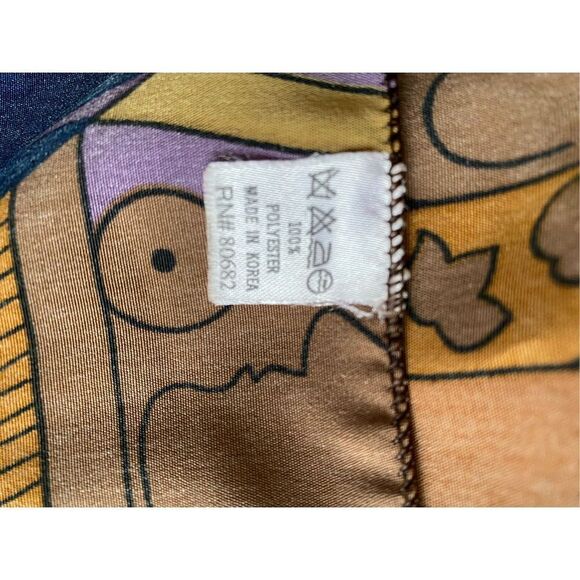 100%
POLYESTER
MADE IN KOREA
RN# 80682